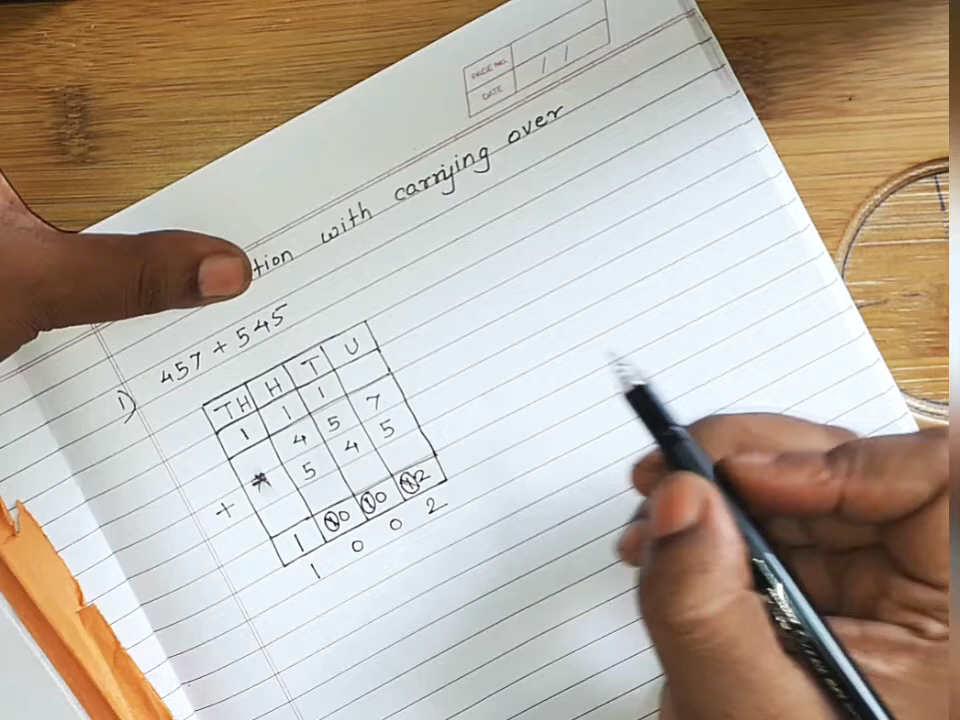 PAGE NO.
DATE / /
tion with carrying over
1) 457 + 545
TH H T U
1 1 1
4 5 7
+ 5 4 5
1 10 10 12
1 0 0 2